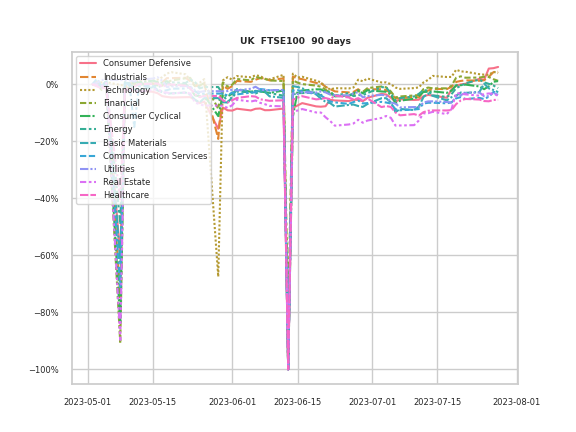 UK FTSE100 90 days
Consumer Defensive
Industrials
Technology
Financial
Consumer Cyclical
Energy
Basic Materials
Communication Services
Utilities
Real Estate
Healthcare
0%
−20%
−40%
−60%
−80%
−100%
2023-05-01 2023-05-15 2023-06-01 2023-06-15 2023-07-01 2023-07-15 2023-08-01